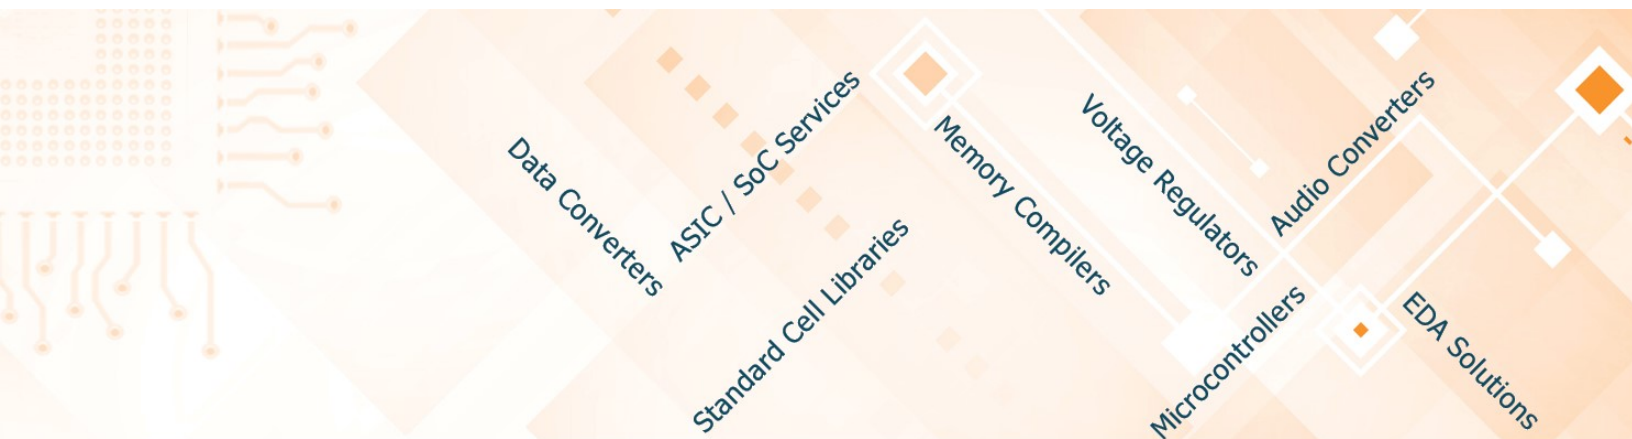 Data Converters
ASIC / SoC Services
Standard Cell Libraries
Memory Compilers
Voltage Regulators
Audio Converters
Microcontrollers
EDA Solutions